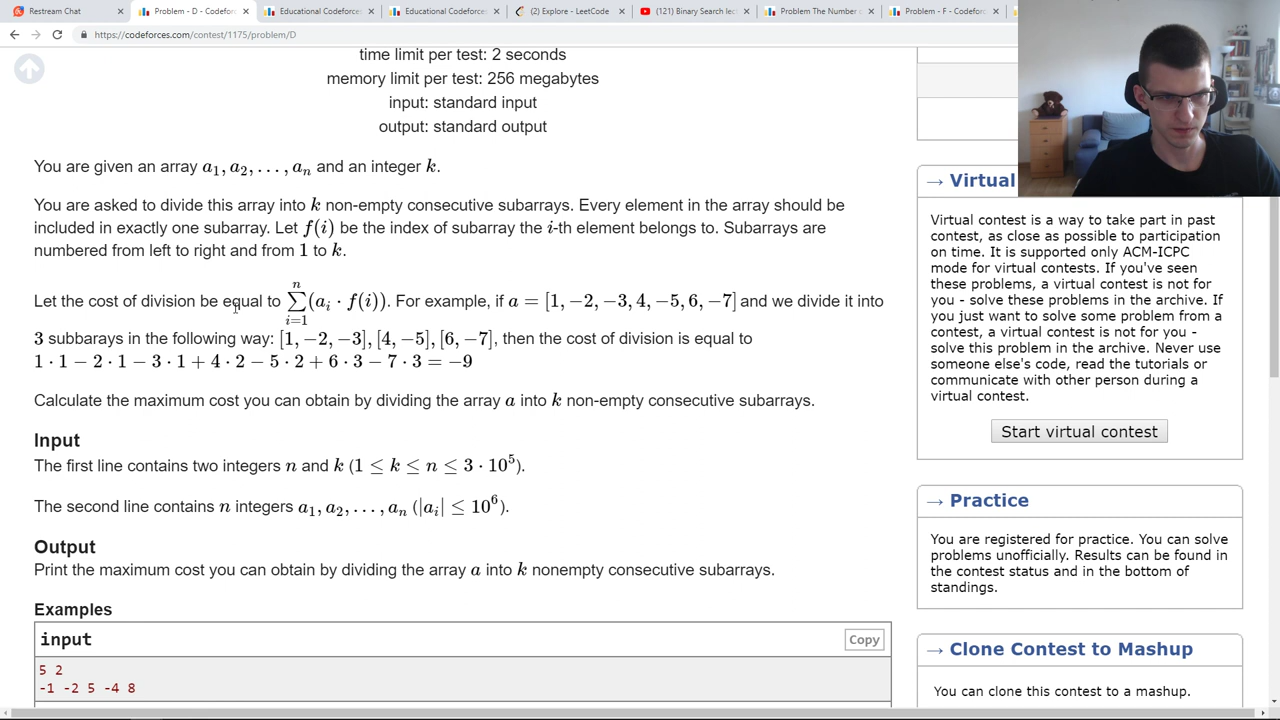 Restream Chat
Problem - D - Codefor
Educational Codeforces
Educational Codeforces
(2) Explore - LeetCode
(121) Binary Search lec
Problem The Number o
Problem - F - Codefor
https://codeforces.com/contest/1175/problem/D
time limit per test: 2 seconds
memory limit per test: 256 megabytes
input: standard input
output: standard output
You are given an array a₁, a₂, …, aₙ and an integer k.
You are asked to divide this array into k non-empty consecutive subarrays. Every element in the array should be
included in exactly one subarray. Let f(i) be the index of subarray the i-th element belongs to. Subarrays are
numbered from left to right and from 1 to k.
Let the cost of division be equal to ∑ᵢ₌₁ⁿ(aᵢ · f(i)). For example, if a = [1, −2, −3, 4, −5, 6, −7] and we divide it into
3 subbarays in the following way: [1, −2, −3], [4, −5], [6, −7], then the cost of division is equal to
1 · 1 − 2 · 1 − 3 · 1 + 4 · 2 − 5 · 2 + 6 · 3 − 7 · 3 = −9
Calculate the maximum cost you can obtain by dividing the array a into k non-empty consecutive subarrays.
Input
The first line contains two integers n and k (1 ≤ k ≤ n ≤ 3 · 10⁵).
The second line contains n integers a₁, a₂, …, aₙ (|aᵢ| ≤ 10⁶).
Output
Print the maximum cost you can obtain by dividing the array a into k nonempty consecutive subarrays.
Examples
input
Copy
5 2
-1 -2 5 -4 8
→ Virtual
Virtual contest is a way to take part in past
contest, as close as possible to participation
on time. It is supported only ACM-ICPC
mode for virtual contests. If you've seen
these problems, a virtual contest is not for
you - solve these problems in the archive. If
you just want to solve some problem from a
contest, a virtual contest is not for you -
solve this problem in the archive. Never use
someone else's code, read the tutorials or
communicate with other person during a
virtual contest.
Start virtual contest
→ Practice
You are registered for practice. You can solve
problems unofficially. Results can be found in
the contest status and in the bottom of
standings.
→ Clone Contest to Mashup
You can clone this contest to a mashup.